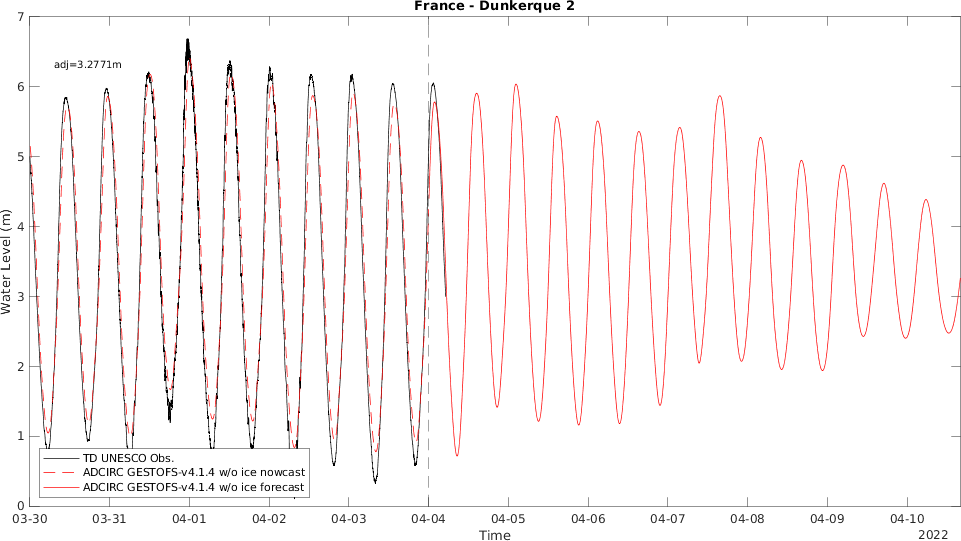 France - Dunkerque 2
adj=3.2771m
7
6
5
4
3
2
1
0
Water Level (m)
TD UNESCO Obs.
ADCIRC GESTOFS-v4.1.4 w/o ice nowcast
ADCIRC GESTOFS-v4.1.4 w/o ice forecast
03-30 03-31 04-01 04-02 04-03 04-04 04-05 04-06 04-07 04-08 04-09 04-10
Time
2022